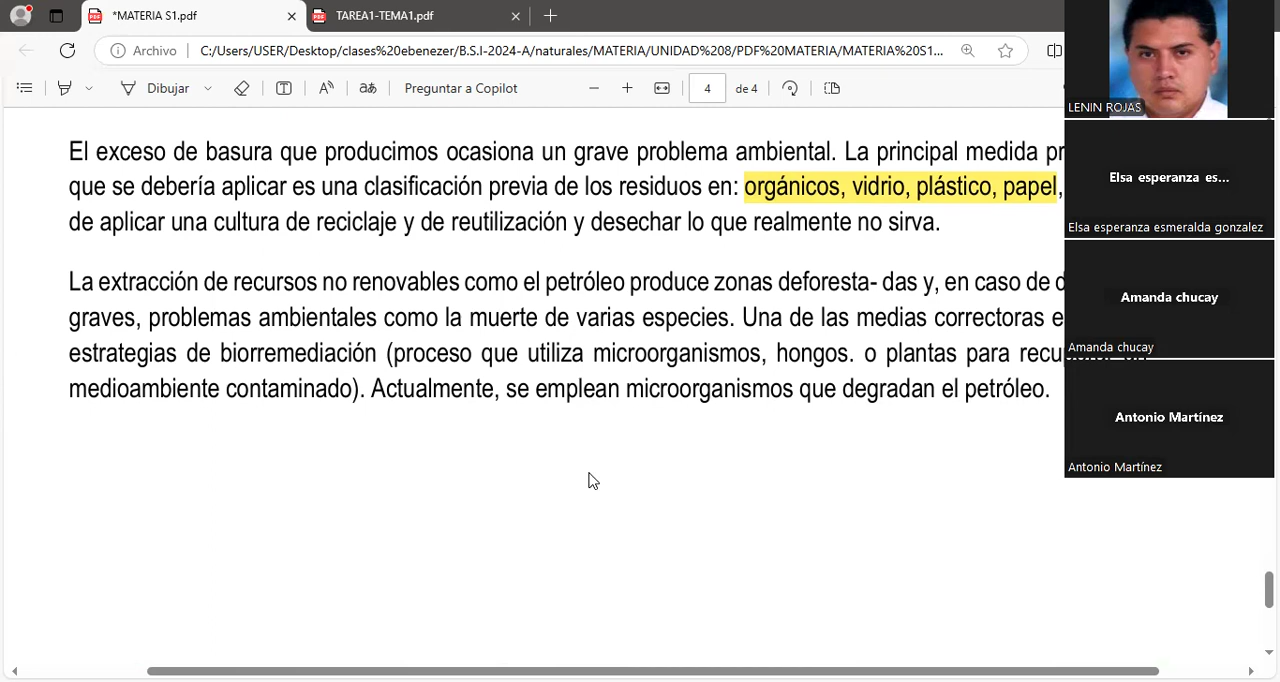 *MATERIA S1.pdf
TAREA1-TEMA1.pdf
Archivo
C:/Users/USER/Desktop/clases%20ebenezer/B.S.I-2024-A/naturales/MATERIA/UNIDAD%208/PDF%20MATERIA/MATERIA%20S1...
Dibujar
Preguntar a Copilot
4
de 4
El exceso de basura que producimos ocasiona un grave problema ambiental. La principal medida
que se debería aplicar es una clasificación previa de los residuos en: orgánicos, vidrio, plástico, papel,
de aplicar una cultura de reciclaje y de reutilización y desechar lo que realmente no sirva.
La extracción de recursos no renovables como el petróleo produce zonas deforesta- das y, en caso de
graves, problemas ambientales como la muerte de varias especies. Una de las medias correctoras
estrategias de biorremediación (proceso que utiliza microorganismos, hongos. o plantas para
medioambiente contaminado). Actualmente, se emplean microorganismos que degradan el petróleo.
LENIN ROJAS
Elsa esperanza es...
Elsa esperanza esmeralda gonzalez
Amanda chucay
Amanda chucay
Antonio Martínez
Antonio Martínez